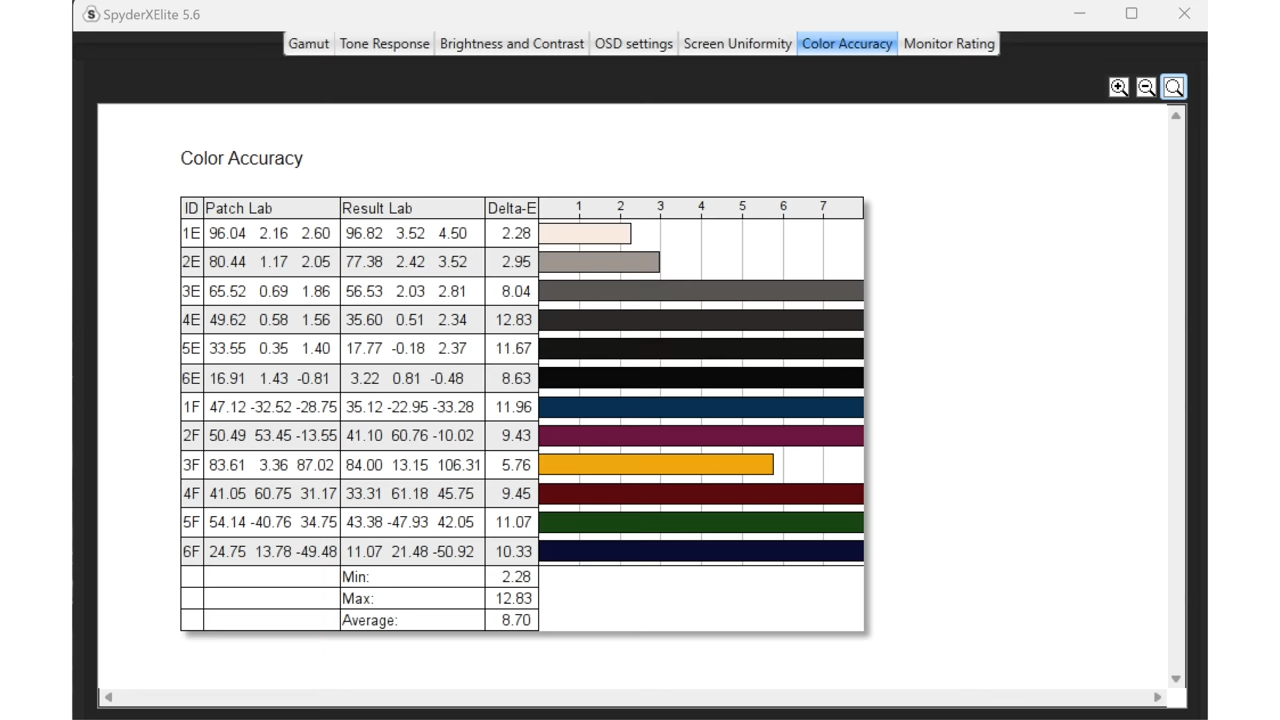 SpyderXElite 5.6
Gamut Tone Response Brightness and Contrast OSD settings Screen Uniformity Color Accuracy Monitor Rating
Color Accuracy
ID Patch Lab Result Lab Delta-E 1 2 3 4 5 6 7
1E 96.04 2.16 2.60 96.82 3.52 4.50 2.28
2E 80.44 1.17 2.05 77.38 2.42 3.52 2.95
3E 65.52 0.69 1.86 56.53 2.03 2.81 8.04
4E 49.62 0.58 1.56 35.60 0.51 2.34 12.83
5E 33.55 0.35 1.40 17.77 -0.18 2.37 11.67
6E 16.91 1.43 -0.81 3.22 0.81 -0.48 8.63
1F 47.12 -32.52 -28.75 35.12 -22.95 -33.28 11.96
2F 50.49 53.45 -13.55 41.10 60.76 -10.02 9.43
3F 83.61 3.36 87.02 84.00 13.15 106.31 5.76
4F 41.05 60.75 31.17 33.31 61.18 45.75 9.45
5F 54.14 -40.76 34.75 43.38 -47.93 42.05 11.07
6F 24.75 13.78 -49.48 11.07 21.48 -50.92 10.33
Min: 2.28
Max: 12.83
Average: 8.70